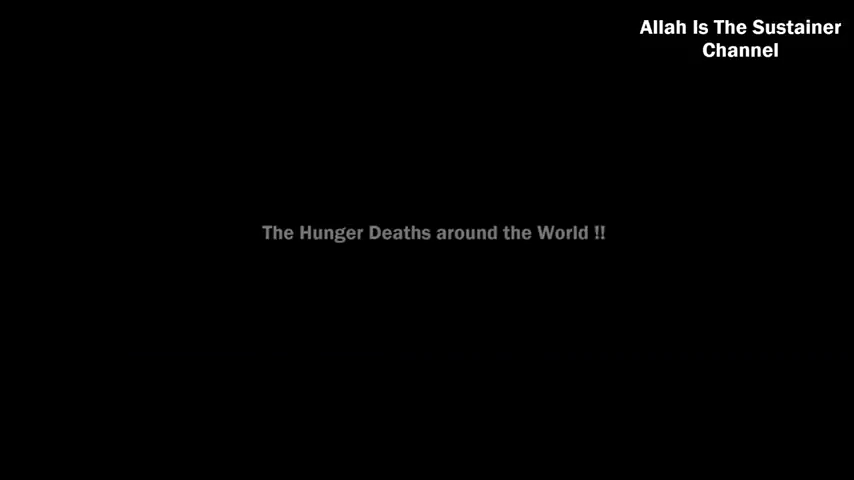 Allah Is The Sustainer
Channel
The Hunger Deaths around the World !!